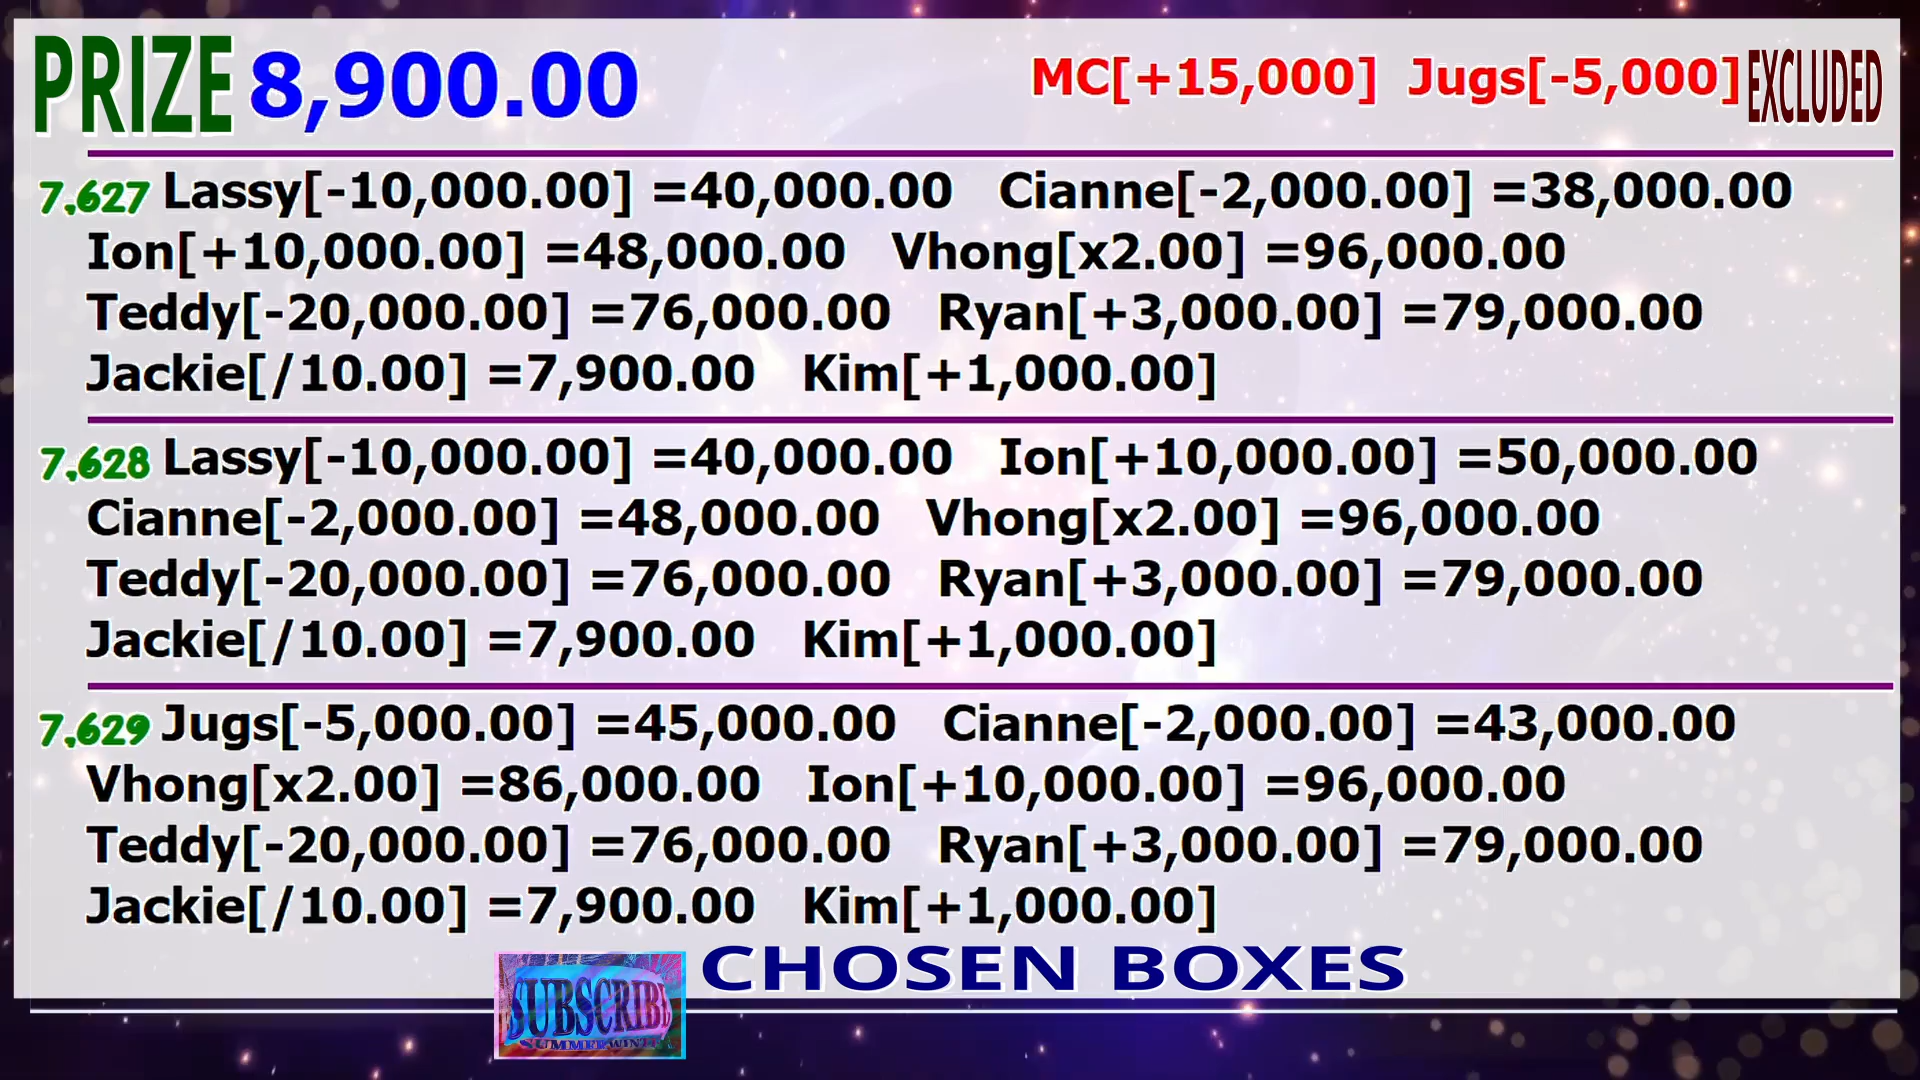 PRIZE 8,900.00 MC[+15,000] Jugs[-5,000] EXCLUDED
7,627 Lassy[-10,000.00] =40,000.00 Cianne[-2,000.00] =38,000.00
Ion[+10,000.00] =48,000.00 Vhong[x2.00] =96,000.00
Teddy[-20,000.00] =76,000.00 Ryan[+3,000.00] =79,000.00
Jackie[/10.00] =7,900.00 Kim[+1,000.00]
7,628 Lassy[-10,000.00] =40,000.00 Ion[+10,000.00] =50,000.00
Cianne[-2,000.00] =48,000.00 Vhong[x2.00] =96,000.00
Teddy[-20,000.00] =76,000.00 Ryan[+3,000.00] =79,000.00
Jackie[/10.00] =7,900.00 Kim[+1,000.00]
7,629 Jugs[-5,000.00] =45,000.00 Cianne[-2,000.00] =43,000.00
Vhong[x2.00] =86,000.00 Ion[+10,000.00] =96,000.00
Teddy[-20,000.00] =76,000.00 Ryan[+3,000.00] =79,000.00
Jackie[/10.00] =7,900.00 Kim[+1,000.00]
CHOSEN BOXES
SUBSCRIBE